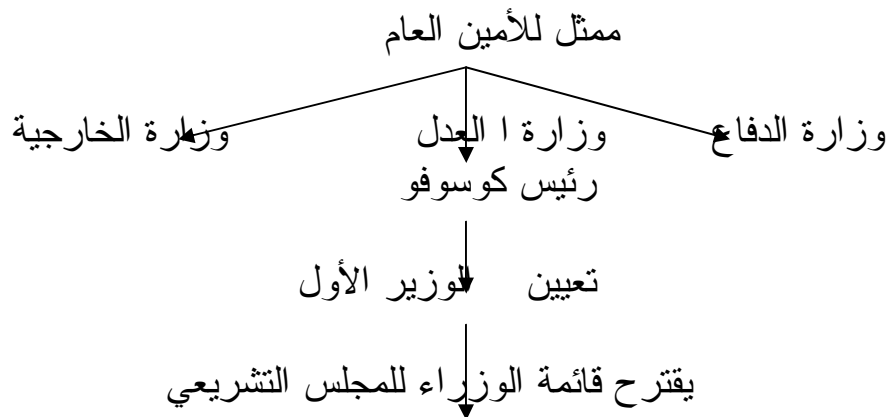 ممثل للأمين العام
وزارة الدفاع وزارة ا العدل وزارة الخارجية
رئيس كوسوفو
تعيين الوزير الأول
يقترح قائمة الوزراء للمجلس التشريعي